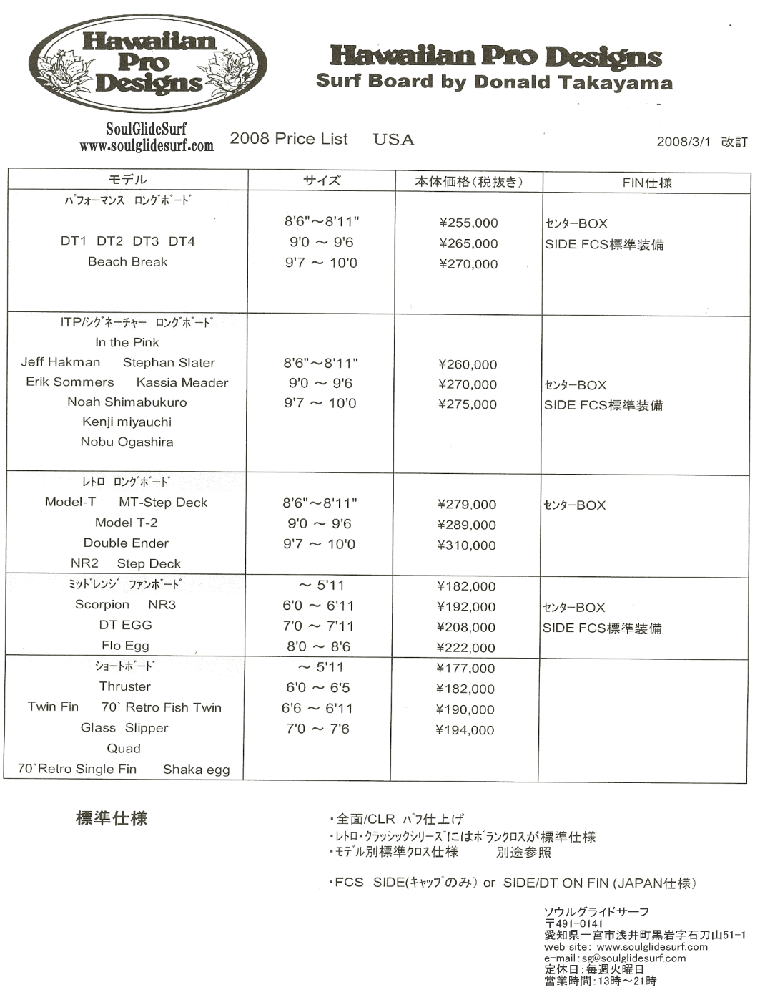 Hawaiian
Pro
Designs
Hawaiian Pro Designs
Surf Board by Donald Takayama
SoulGlideSurf
www.soulglidesurf.com
2008 Price List USA
2008/3/1 改訂
モデル サイズ 本体価格(税抜き) FIN仕様
ﾊﾟﾌｫｰﾏﾝｽ ﾛﾝｸﾞﾎﾞｰﾄﾞ
8'6"～8'11" ¥255,000 ｾﾝﾀｰBOX
DT1 DT2 DT3 DT4 9'0 ～ 9'6 ¥265,000 SIDE FCS標準装備
Beach Break 9'7 ～ 10'0 ¥270,000
ITP/ｼｸﾞﾈｰﾁｬｰ ﾛﾝｸﾞﾎﾞｰﾄﾞ
In the Pink
Jeff Hakman Stephan Slater 8'6"～8'11" ¥260,000
Erik Sommers Kassia Meader 9'0 ～ 9'6 ¥270,000 ｾﾝﾀｰBOX
Noah Shimabukuro 9'7 ～ 10'0 ¥275,000 SIDE FCS標準装備
Kenji miyauchi
Nobu Ogashira
ﾚﾄﾛ ﾛﾝｸﾞﾎﾞｰﾄﾞ
Model-T MT-Step Deck 8'6"～8'11" ¥279,000 ｾﾝﾀｰBOX
Model T-2 9'0 ～ 9'6 ¥289,000
Double Ender 9'7 ～ 10'0 ¥310,000
NR2 Step Deck
ﾐｯﾄﾞﾚﾝｼﾞ ﾌｧﾝﾎﾞｰﾄﾞ ～ 5'11 ¥182,000
Scorpion NR3 6'0 ～ 6'11 ¥192,000 ｾﾝﾀｰBOX
DT EGG 7'0 ～ 7'11 ¥208,000 SIDE FCS標準装備
Flo Egg 8'0 ～ 8'6 ¥222,000
ｼｮｰﾄﾎﾞｰﾄﾞ ～ 5'11 ¥177,000
Thruster 6'0 ～ 6'5 ¥182,000
Twin Fin 70` Retro Fish Twin 6'6 ～ 6'11 ¥190,000
Glass Slipper 7'0 ～ 7'6 ¥194,000
Quad
70`Retro Single Fin Shaka egg
標準仕様
・全面/CLR ﾊﾞﾌ仕上げ
・ﾚﾄﾛ・ｸﾗｯｼｯｸｼﾘｰｽﾞにはﾎﾞﾗﾝｸﾛｽが標準仕様
・ﾓﾃﾞﾙ別標準ｸﾛｽ仕様 別途参照
・FCS SIDE(ｷｬｯﾌﾟのみ) or SIDE/DT ON FIN (JAPAN仕様)
ソウルグライドサーフ
〒491-0141
愛知県一宮市浅井町黒岩字石刀山51-1
web site: www.soulglidesurf.com
e-mail:sg@soulglidesurf.com
定休日:毎週火曜日
営業時間:13時～21時